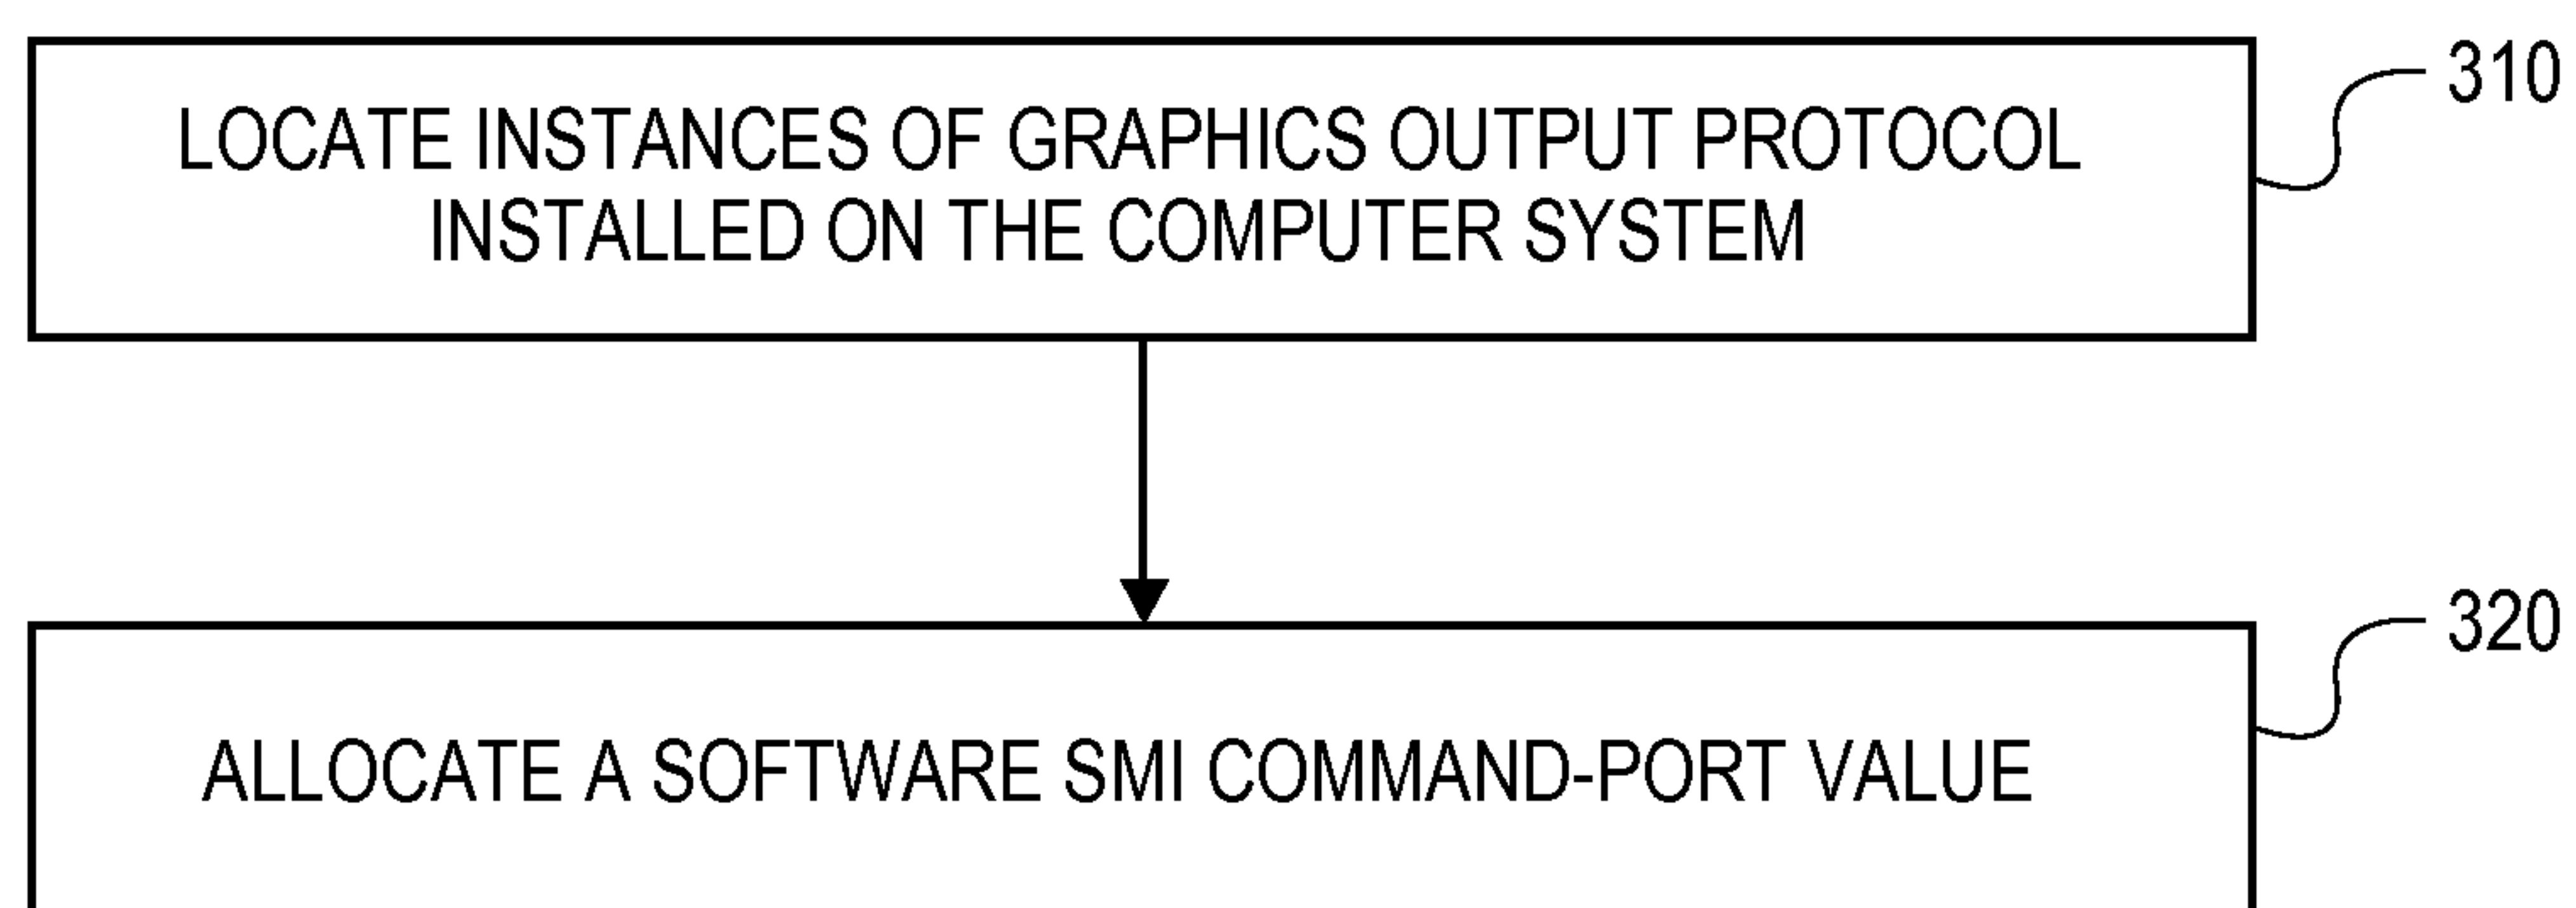 310
LOCATE INSTANCES OF GRAPHICS OUTPUT PROTOCOL
INSTALLED ON THE COMPUTER SYSTEM
320
ALLOCATE A SOFTWARE SMI COMMAND-PORT VALUE